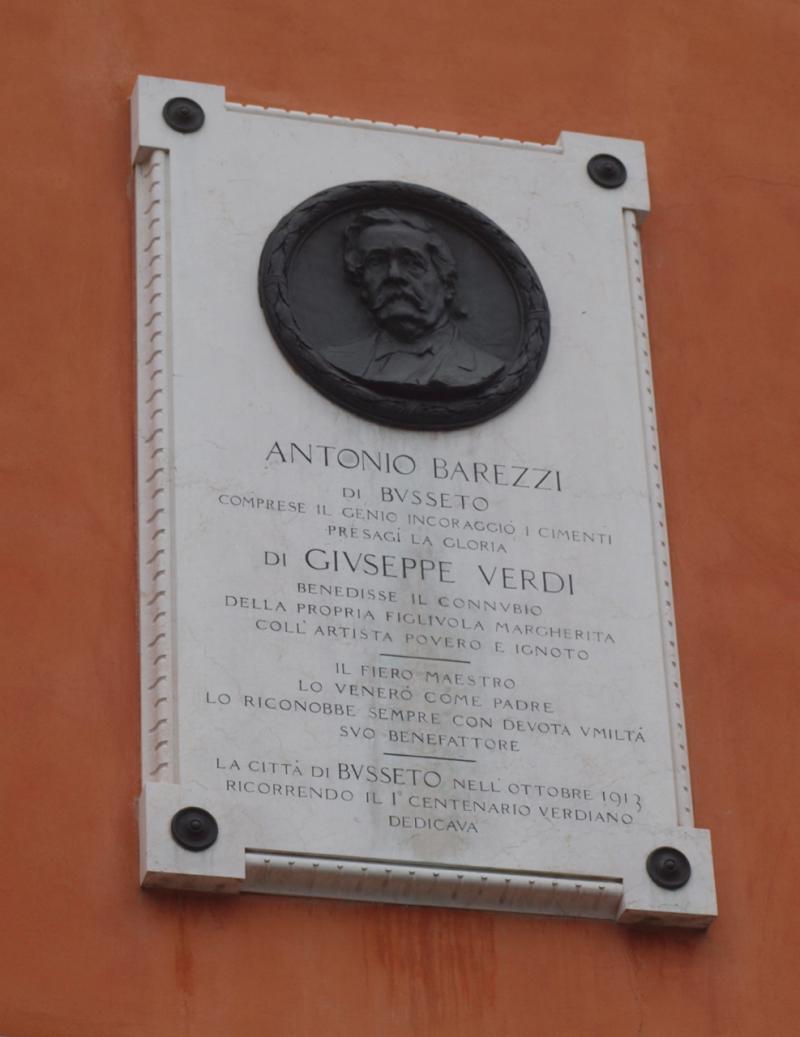 ANTONIO BAREZZI
DI BVSSETO
COMPRESE IL GENIO INCORAGGIÒ I CIMENTI
PRESAGÌ LA GLORIA
DI GIVSEPPE VERDI
BENEDISSE IL CONNVBIO
DELLA PROPRIA FIGLIVOLA MARGHERITA
COLL'ARTISTA POVERO E IGNOTO
IL FIERO MAESTRO
LO VENERÒ COME PADRE
LO RICONOBBE SEMPRE CON DEVOTA VMILTÀ
SVO BENEFATTORE
LA CITTÀ DI BVSSETO NELL'OTTOBRE 1913
RICORRENDO IL I° CENTENARIO VERDIANO
DEDICAVA